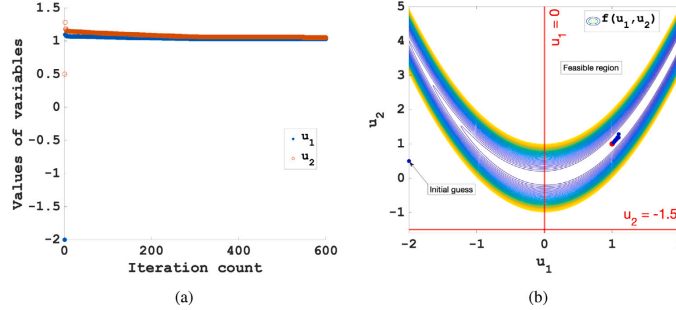 Values of variables
2
1.5
1
0.5
0
-0.5
-1
-1.5
-2
0
200
400
600
Iteration count
u1
u2
(a)
u2
5
4
3
2
1
0
-1
-2
-1
0
1
2
u1
u1 = 0
f(u1,u2)
Feasible region
Initial guess
u2 = -1.5
(b)